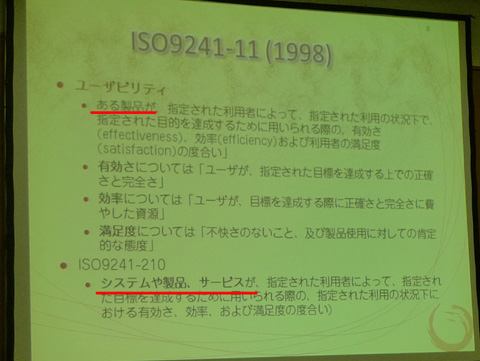 ISO9241-11 (1998)
ユーザビリティ
ある製品が、指定された利用者によって、指定された利用の状況下で、
指定された目的を達成するために用いられる際の、有効さ
(effectiveness)、効率(efficiency)および利用者の満足度
(satisfaction)の度合い」
有効さについては「ユーザが、指定された目標を達成する上での正確
さと完全さ」
効率については「ユーザが、目標を達成する際に正確さと完全さに費
やした資源」
満足度については「不快さのないこと、及び製品使用に対しての肯定
的な態度」
ISO9241-210
システムや製品、サービスが、指定された利用者によって、指定され
た目標を達成するために用いられる際の、指定された利用の状況下に
おける有効さ、効率、および満足度の度合い)